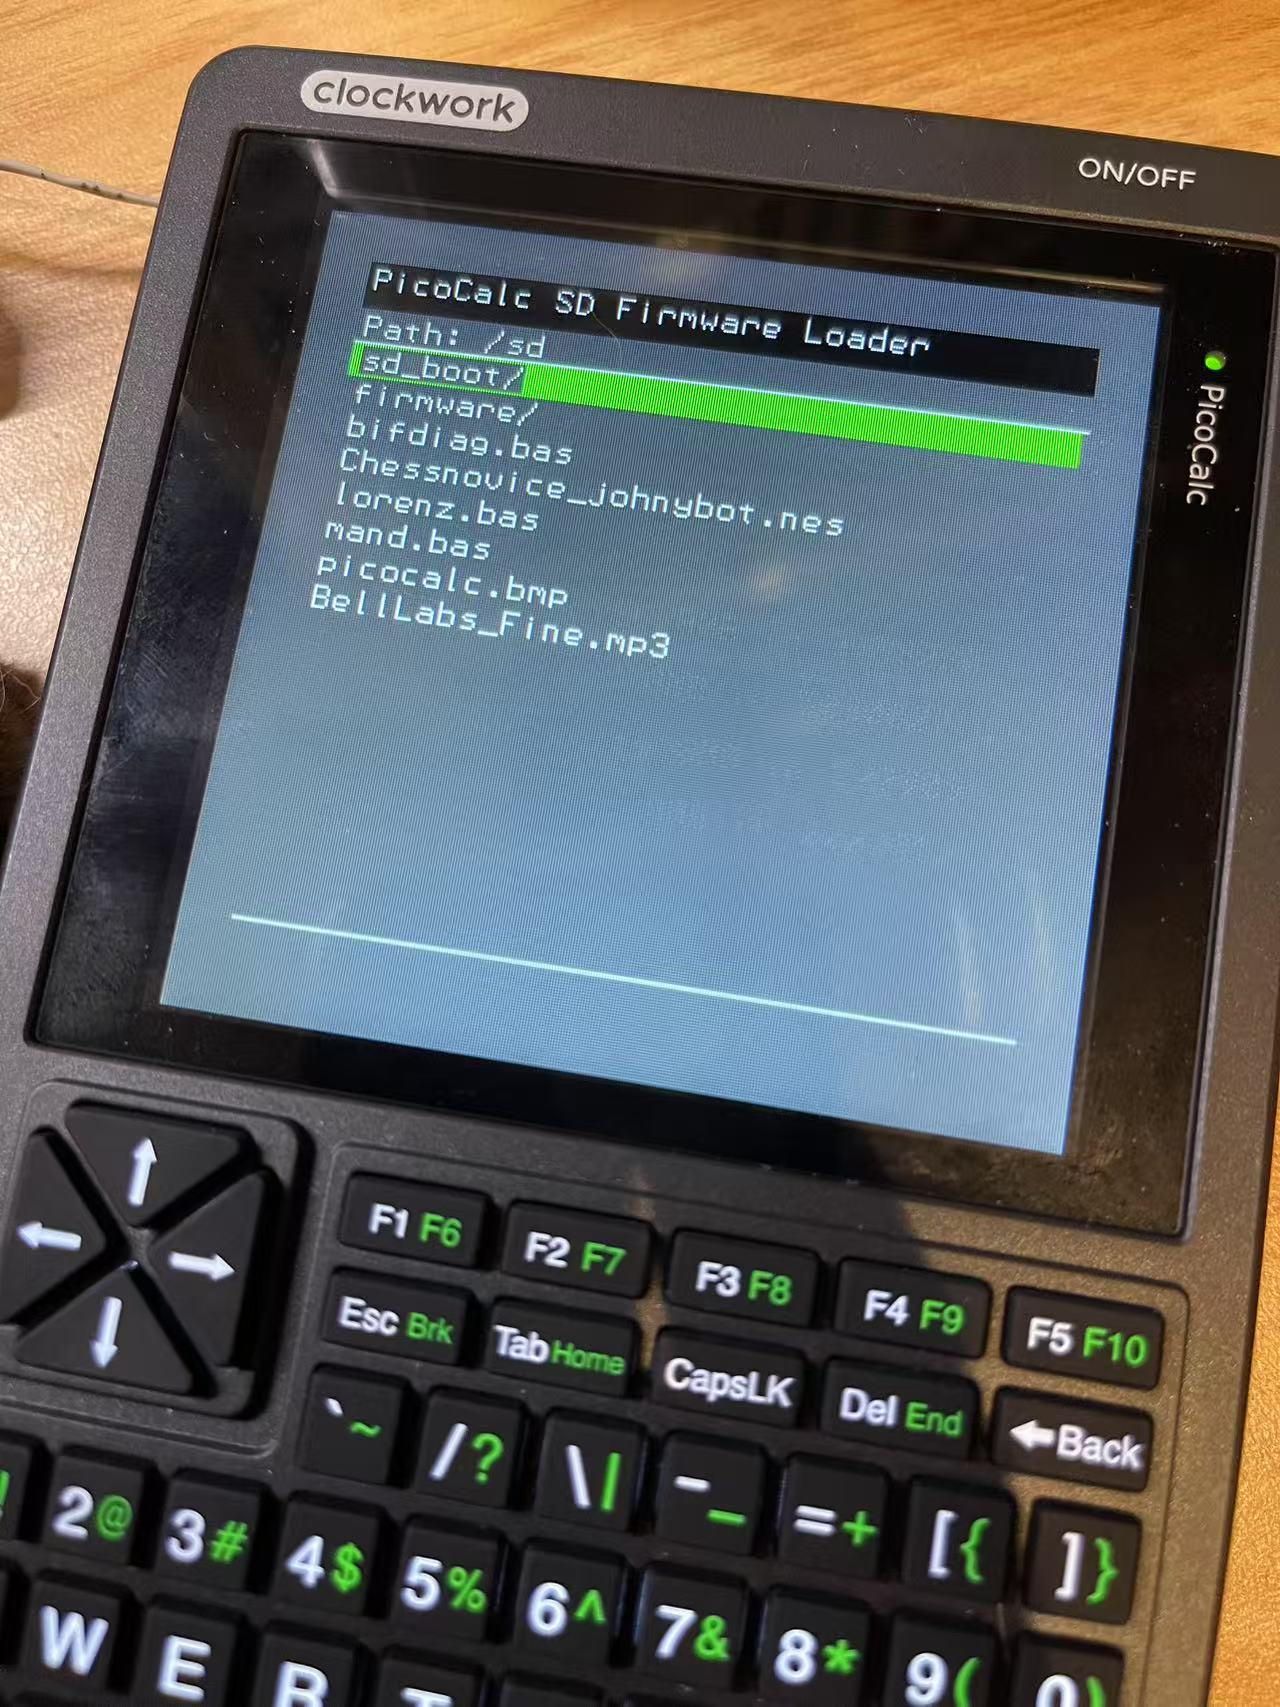 clockwork
ON/OFF
PicoCalc SD Firmware Loader
Path: /sd
sd_boot/
firmware/
bifdiag.bas
Chessnovice_johnybot.nes
lorenz.bas
mand.bas
picocalc.bmp
BellLabs_Fine.mp3
PicoCalc
↑
← →
↓
F1 F6 F2 F7 F3 F8 F4 F9 F5 F10
Esc Brk Tab Home CapsLK Del End ←Back
` ~ / ? \ | - _ = + [ { ] }
! 2 @ 3 # 4 $ 5 % 6 ^ 7 & 8 * 9 ( 0 )
W E R T